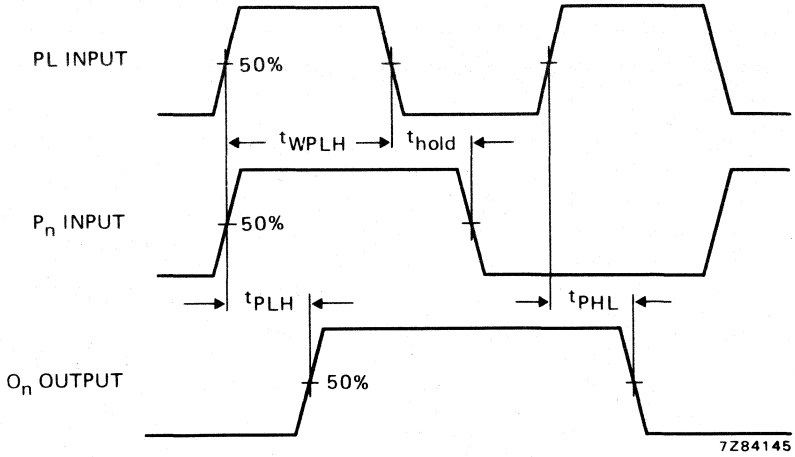 PL INPUT
50%
tWPLH
thold
Pn INPUT
50%
tPLH
tPHL
On OUTPUT
50%
7Z84145